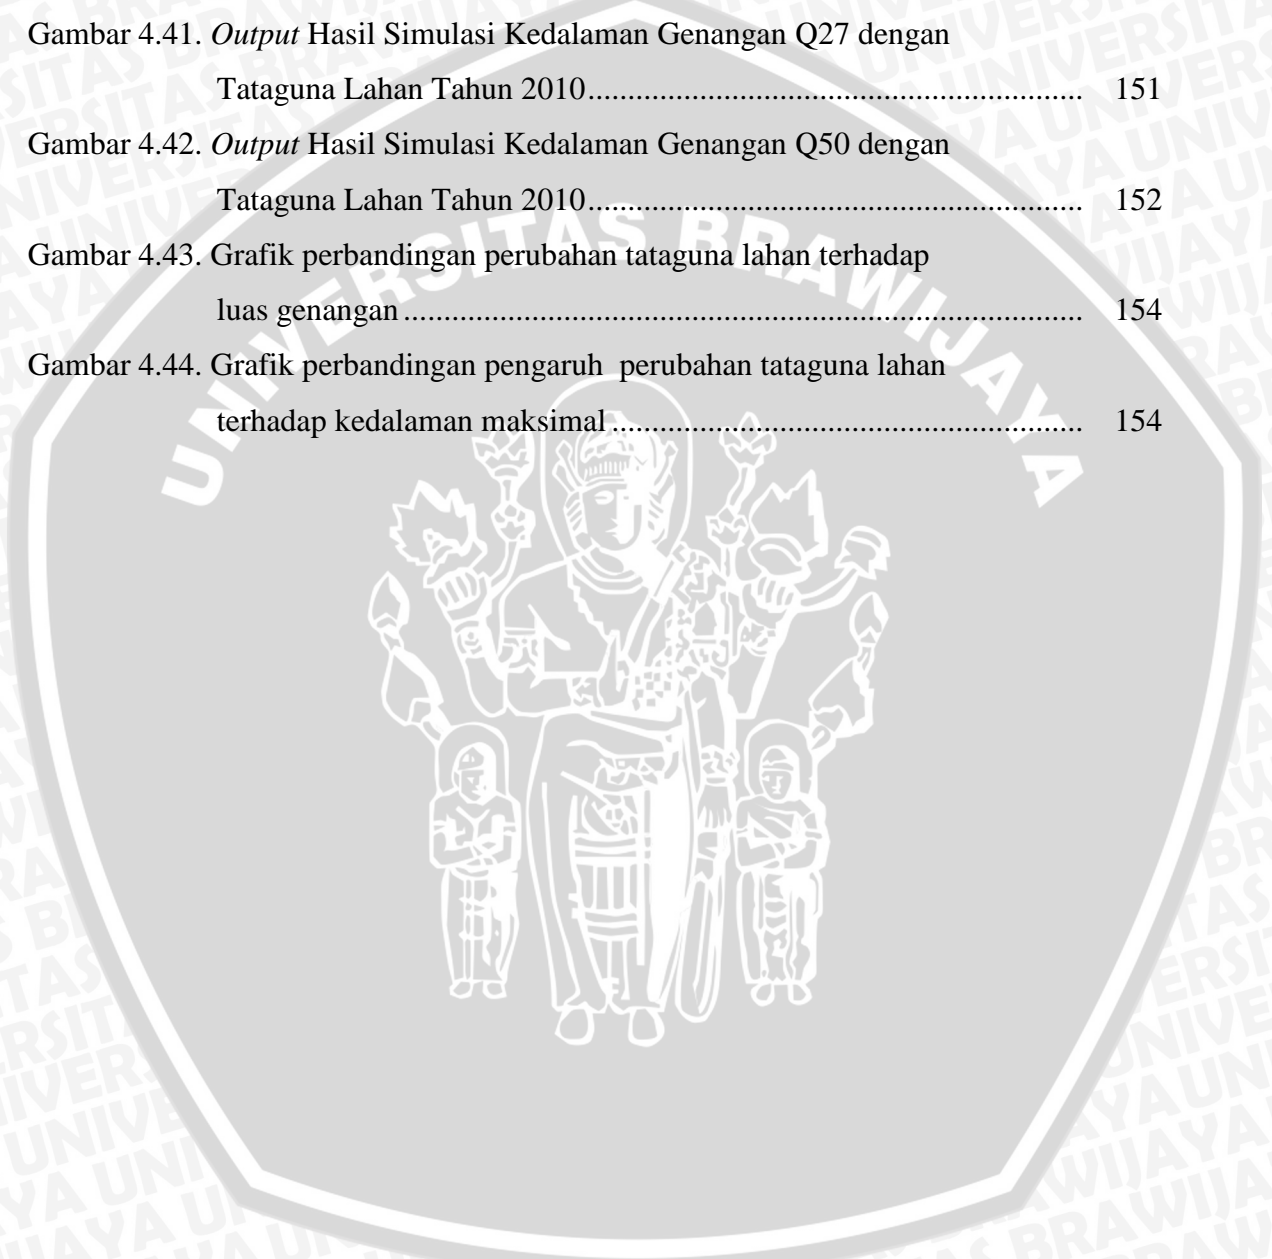 Gambar 4.41. Output Hasil Simulasi Kedalaman Genangan Q27 dengan
Tataguna Lahan Tahun 2010.............................................................. 151
Gambar 4.42. Output Hasil Simulasi Kedalaman Genangan Q50 dengan
Tataguna Lahan Tahun 2010.............................................................. 152
Gambar 4.43. Grafik perbandingan perubahan tataguna lahan terhadap
luas genangan..................................................................................... 154
Gambar 4.44. Grafik perbandingan pengaruh  perubahan tataguna lahan
terhadap kedalaman maksimal........................................................... 154
UNIVERSITAS BRAWIJAYA